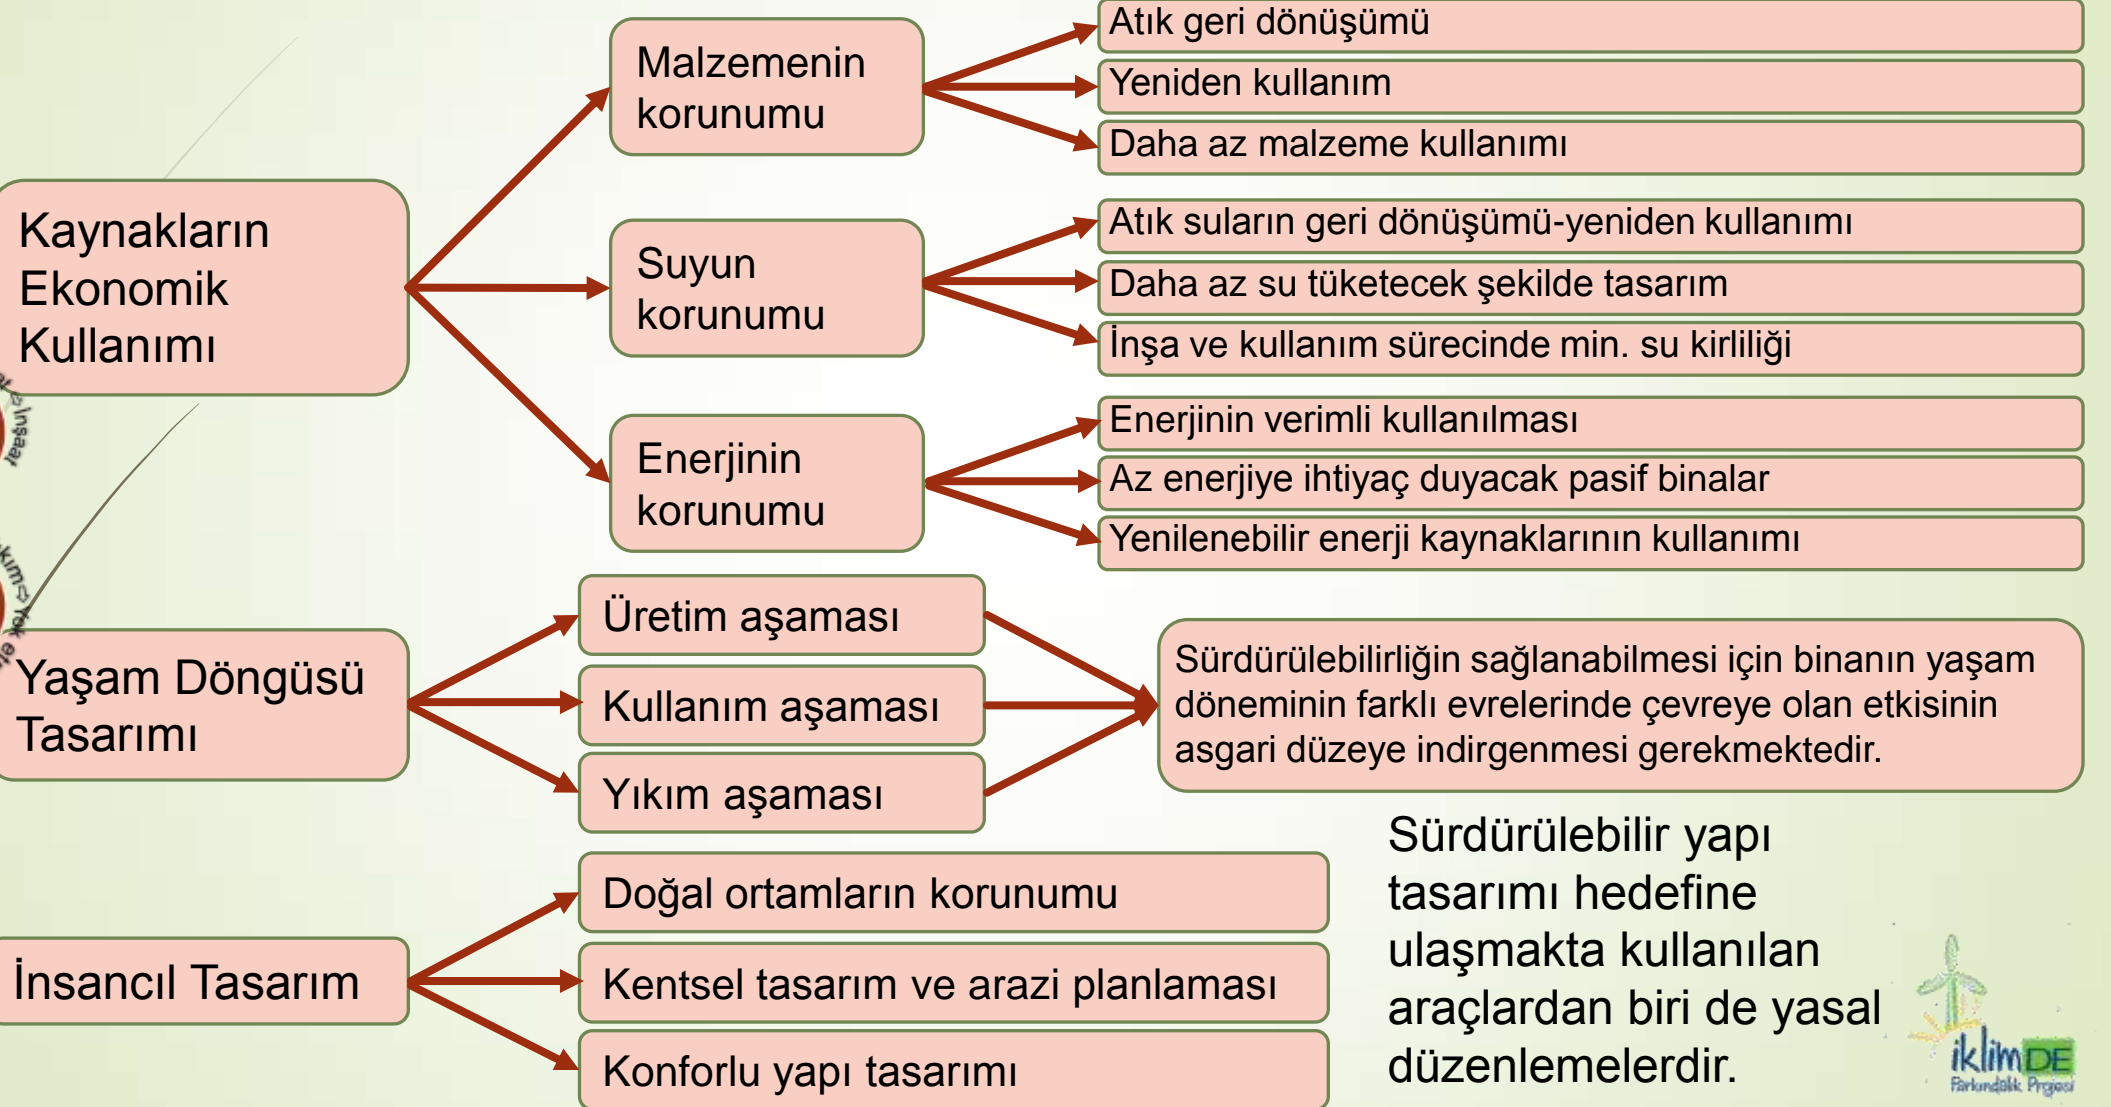 Kaynakların
Ekonomik
Kullanımı
Malzemenin
korunumu
Atık geri dönüşümü
Yeniden kullanım
Daha az malzeme kullanımı
Suyun
korunumu
Atık suların geri dönüşümü-yeniden kullanımı
Daha az su tüketecek şekilde tasarım
İnşa ve kullanım sürecinde min. su kirliliği
Enerjinin
korunumu
Enerjinin verimli kullanılması
Az enerjiye ihtiyaç duyacak pasif binalar
Yenilenebilir enerji kaynaklarının kullanımı
Yaşam Döngüsü
Tasarımı
Üretim aşaması
Kullanım aşaması
Yıkım aşaması
Sürdürülebilirliğin sağlanabilmesi için binanın yaşam
döneminin farklı evrelerinde çevreye olan etkisinin
asgari düzeye indirgenmesi gerekmektedir.
İnsancıl Tasarım
Doğal ortamların korunumu
Kentsel tasarım ve arazi planlaması
Konforlu yapı tasarımı
Sürdürülebilir yapı
tasarımı hedefine
ulaşmakta kullanılan
araçlardan biri de yasal
düzenlemelerdir.
iklimDE
Farkındalık Projesi